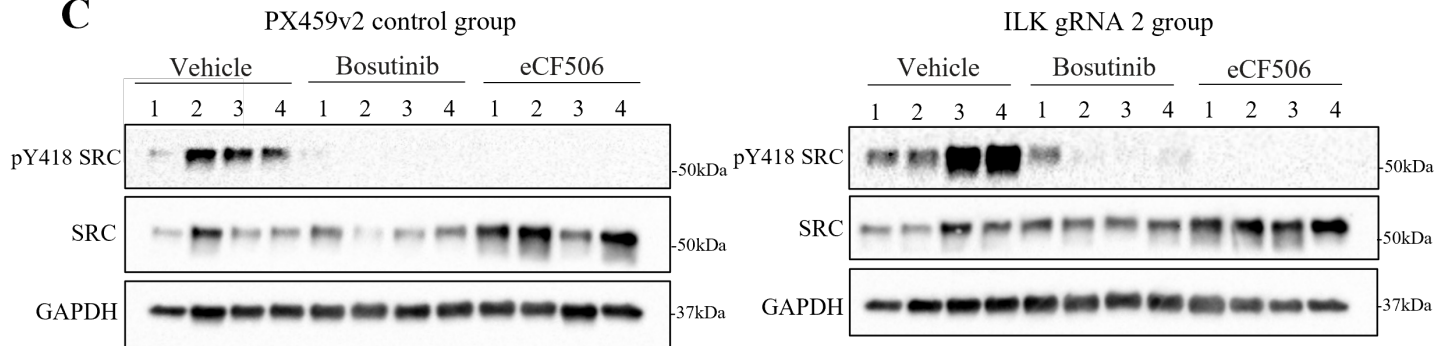 C
PX459v2 control group
Vehicle Bosutinib eCF506
1 2 3 4 1 2 3 4 1 2 3 4
pY418 SRC -50kDa
SRC -50kDa
GAPDH -37kDa
ILK gRNA 2 group
Vehicle Bosutinib eCF506
1 2 3 4 1 2 3 4 1 2 3 4
pY418 SRC -50kDa
SRC -50kDa
GAPDH -37kDa